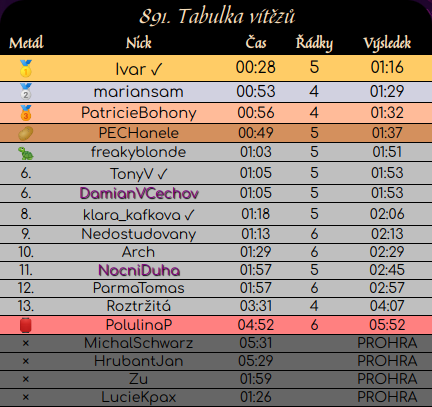 891. Tabulka vítězů
Metál Nick Čas Řádky Výsledek
Ivar ✓ 00:28 5 01:16
mariansam 00:53 4 01:29
PatricieBohony 00:56 4 01:32
PECHanele 00:49 5 01:37
freakyblonde 01:03 5 01:51
6. TonyV ✓ 01:05 5 01:53
6. DamianVCechov 01:05 5 01:53
8. klara_kafkova ✓ 01:18 5 02:06
9. Nedostudovany 01:13 6 02:13
10. Arch 01:29 6 02:29
11. NocniDuha 01:57 5 02:45
12. ParmaTomas 01:57 6 02:57
13. Roztržitá 03:31 4 04:07
PolulinaP 04:52 6 05:52
× MichalSchwarz 05:31 PROHRA
× HrubantJan 05:29 PROHRA
× Zu 01:59 PROHRA
× LucieKpax 01:26 PROHRA